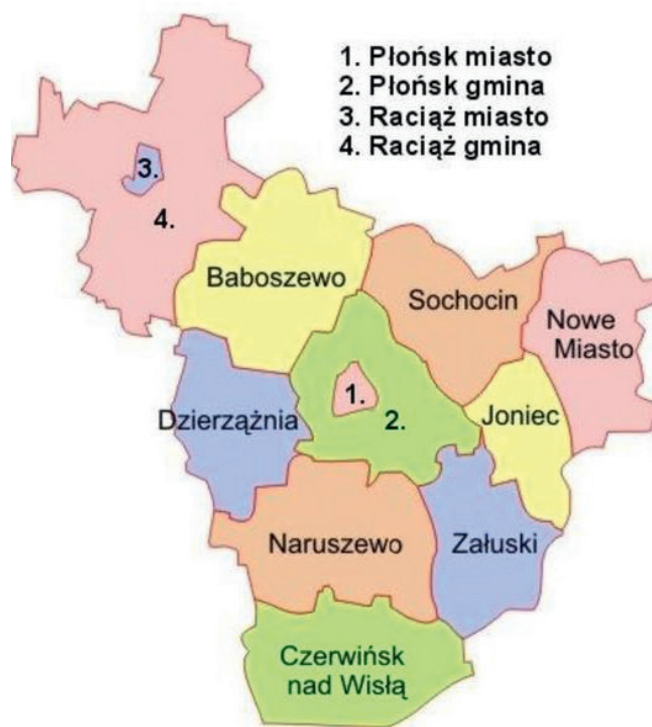 1. Płońsk miasto
2. Płońsk gmina
3. Raciąż miasto
4. Raciąż gmina
3.
4.
Baboszewo
Sochocin
Nowe
Miasto
1.
Dzierzążnia
2.
Joniec
Naruszewo
Załuski
Czerwińsk
nad Wisłą